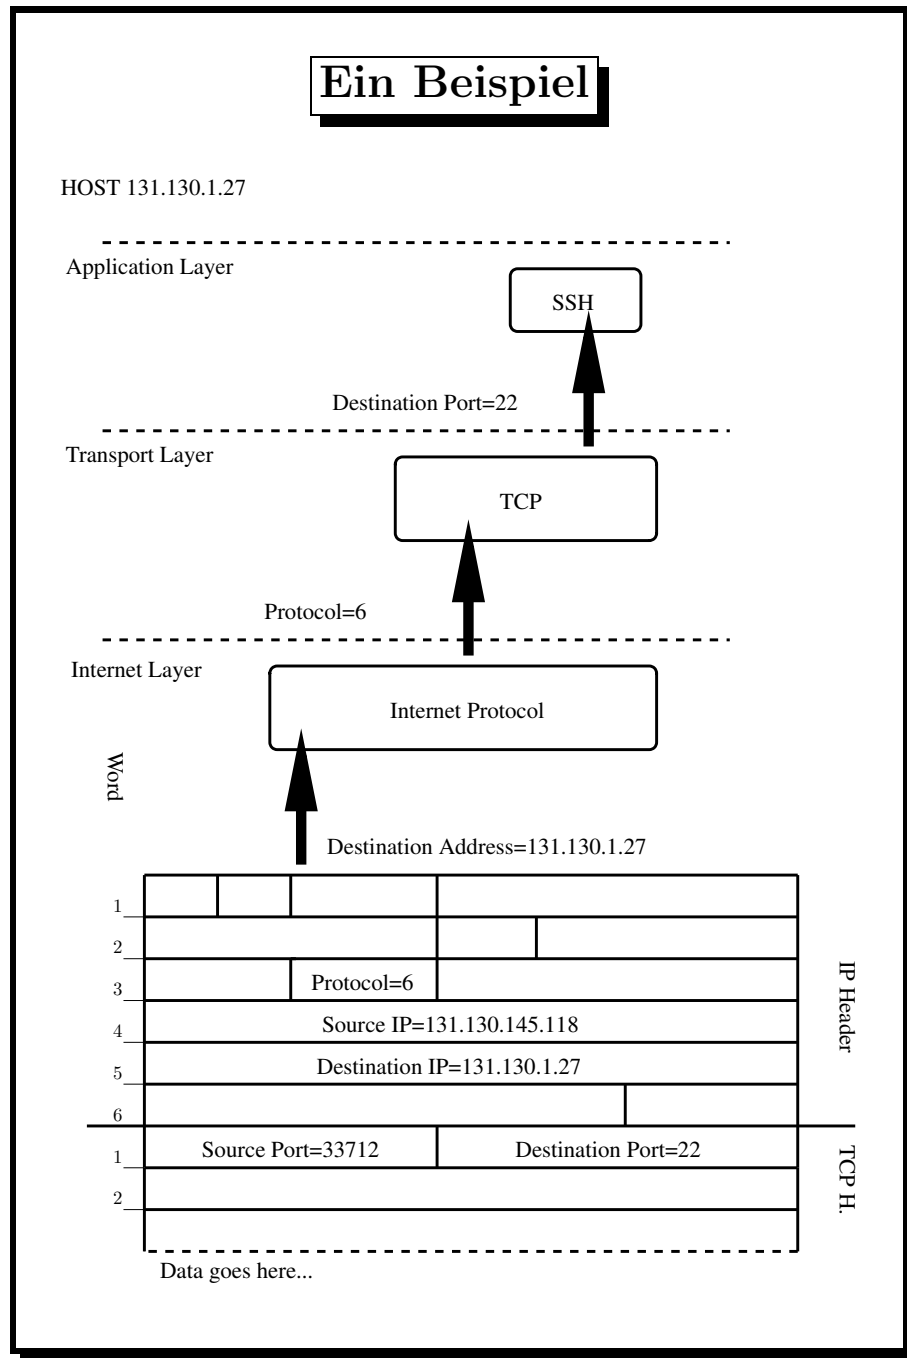 Ein Beispiel
HOST 131.130.1.27
Application Layer
SSH
Destination Port=22
Transport Layer
TCP
Protocol=6
Internet Layer
Internet Protocol
Word
Destination Address=131.130.1.27
1
2
3
Protocol=6
IP Header
4
Source IP=131.130.145.118
5
Destination IP=131.130.1.27
6
1
Source Port=33712
Destination Port=22
TCP H.
2
Data goes here...